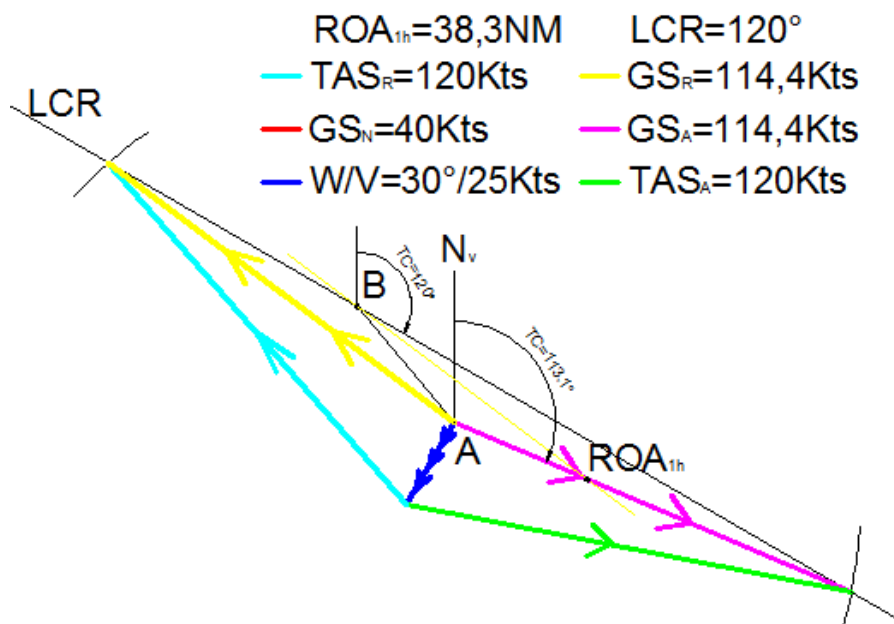 ROA1h=38,3NM LCR=120°
TASR=120Kts GSR=114,4Kts
LCR
GSN=40Kts GSA=114,4Kts
W/V=30°/25Kts TASA=120Kts
Nv
TC=120°
B
TC=113,1°
A
ROA1h